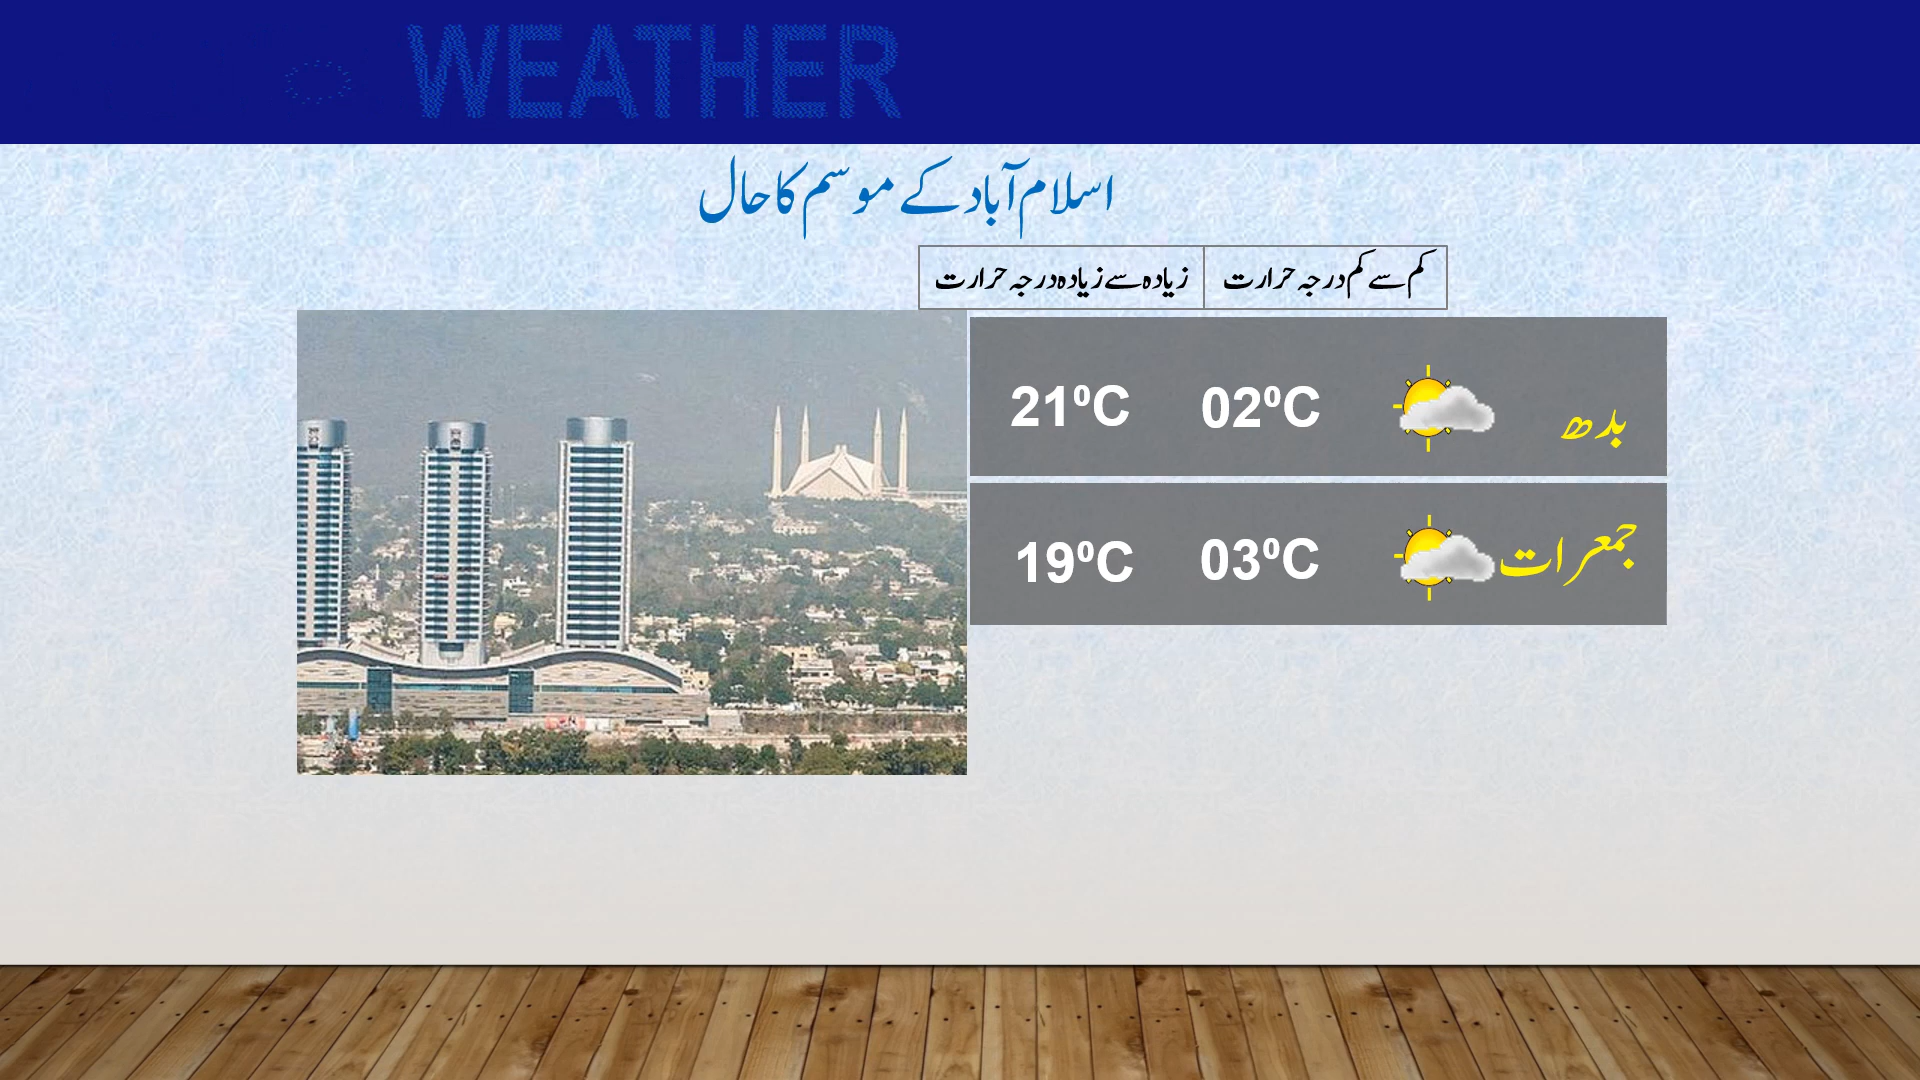 WEATHER
اسلام آباد کے موسم کا حال
کم سے کم درجہ حرارت زیادہ سے زیادہ درجہ حرارت
بدھ 02⁰C 21⁰C
جمعرات 03⁰C 19⁰C